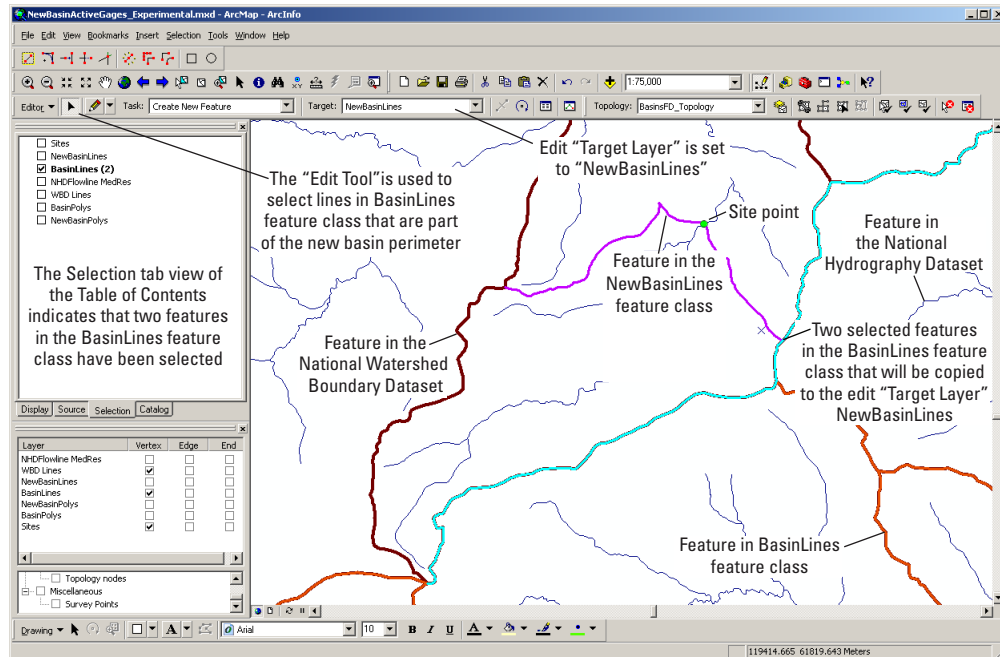 NewBasinActiveGages_Experimental.mxd - ArcMap - ArcInfo
File Edit View Bookmarks Insert Selection Tools Window Help
1:75,000
Editor Task: Create New Feature Target: NewBasinLines Topology: BasinsFD_Topology
Sites
NewBasinLines
BasinLines (2)
NHDFlowline MedRes
WBD Lines
BasinPolys
NewBasinPolys
The Selection tab view of
the Table of Contents
indicates that two features
in the BasinLines feature
class have been selected
Display Source Selection Catalog
Layer Vertex Edge End
NHDFlowline MedRes
WBD Lines
NewBasinLines
BasinLines
NewBasinPolys
BasinPolys
Sites
Topology nodes
Miscellaneous
Survey Points
The “Edit Tool”is used to
select lines in BasinLines
feature class that are part
of the new basin perimeter
Edit “Target Layer” is set
to “NewBasinLines”
Site point
Feature in the
NewBasinLines
feature class
Feature in
the National
Hydrography Dataset
Feature in the
National Watershed
Boundary Dataset
Two selected features
in the BasinLines feature
class that will be copied
to the edit “Target Layer”
NewBasinLines
Feature in BasinLines
feature class
Drawing A Arial 10 B I U A
119414.665 61819.643 Meters